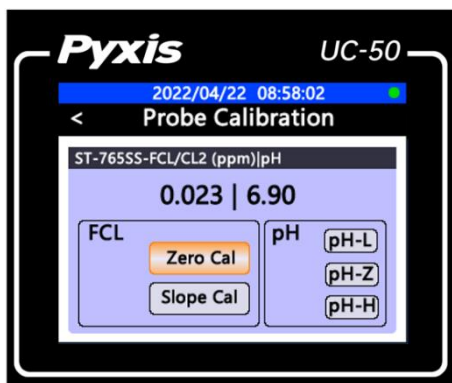 Pyxis UC-50
2022/04/22 08:58:02
< Probe Calibration
ST-765SS-FCL/CL2 (ppm)|pH
0.023 | 6.90
FCL
Zero Cal
Slope Cal
pH
pH-L
pH-Z
pH-H